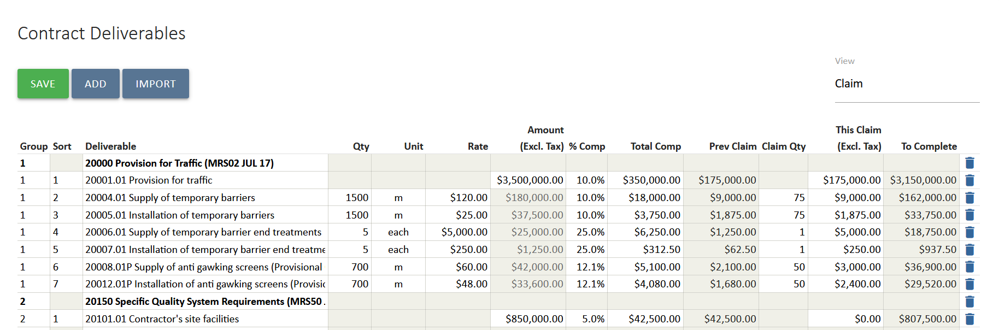 Contract Deliverables
View
SAVE ADD IMPORT Claim
Amount This Claim
Group Sort Deliverable Qty Unit Rate (Excl. Tax) % Comp Total Comp Prev Claim Claim Qty (Excl. Tax) To Complete
1 20000 Provision for Traffic (MRS02 JUL 17)
1 1 20001.01 Provision for traffic $3,500,000.00 10.0% $350,000.00 $175,000.00 $175,000.00 $3,150,000.00
1 2 20004.01 Supply of temporary barriers 1500 m $120.00 $180,000.00 10.0% $18,000.00 $9,000.00 75 $9,000.00 $162,000.00
1 3 20005.01 Installation of temporary barriers 1500 m $25.00 $37,500.00 10.0% $3,750.00 $1,875.00 75 $1,875.00 $33,750.00
1 4 20006.01 Supply of temporary barrier end treatments 5 each $5,000.00 $25,000.00 25.0% $6,250.00 $1,250.00 1 $5,000.00 $18,750.00
1 5 20007.01 Installation of temporary barrier end treatme 5 each $250.00 $1,250.00 25.0% $312.50 $62.50 1 $250.00 $937.50
1 6 20008.01P Supply of anti gawking screens (Provisional 700 m $60.00 $42,000.00 12.1% $5,100.00 $2,100.00 50 $3,000.00 $36,900.00
1 7 20012.01P Installation of anti gawking screens (Provisic 700 m $48.00 $33,600.00 12.1% $4,080.00 $1,680.00 50 $2,400.00 $29,520.00
2 20150 Specific Quality System Requirements (MRS50 .
2 1 20101.01 Contractor's site facilities $850,000.00 5.0% $42,500.00 $42,500.00 $0.00 $807,500.00